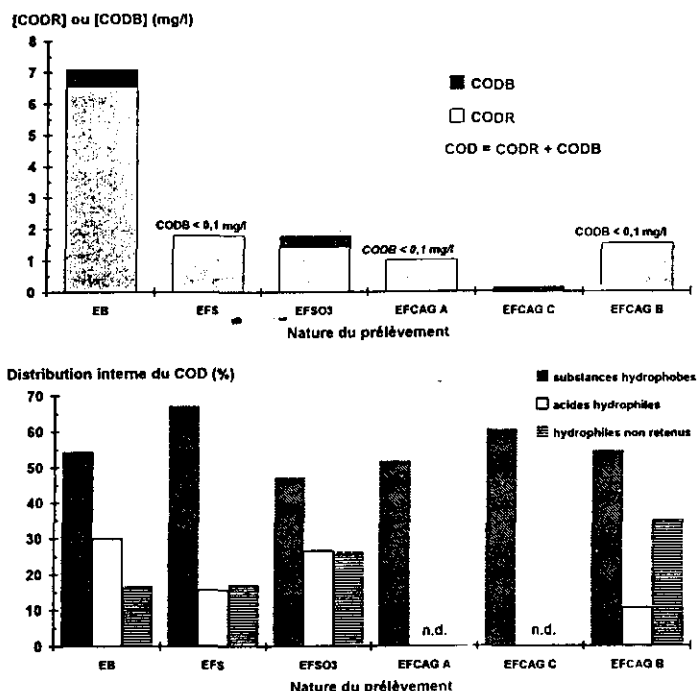 [CODR] ou [CODB] (mg/l)
8
7
6
5
4
3
2
1
0
CODB
CODR
COD = CODR + CODB
CODB < 0,1 mg/l
CODB < 0,1 mg/l
CODB < 0,1 mg/l
EB EFS EFSO3 EFCAG A EFCAG C EFCAG B
Nature du prélèvement
Distribution interne du COD (%)
70
60
50
40
30
20
10
0
substances hydrophobes
acides hydrophiles
hydrophiles non retenus
n.d.
n.d.
EB EFS EFSO3 EFCAG A EFCAG C EFCAG B
Nature du prélèvement